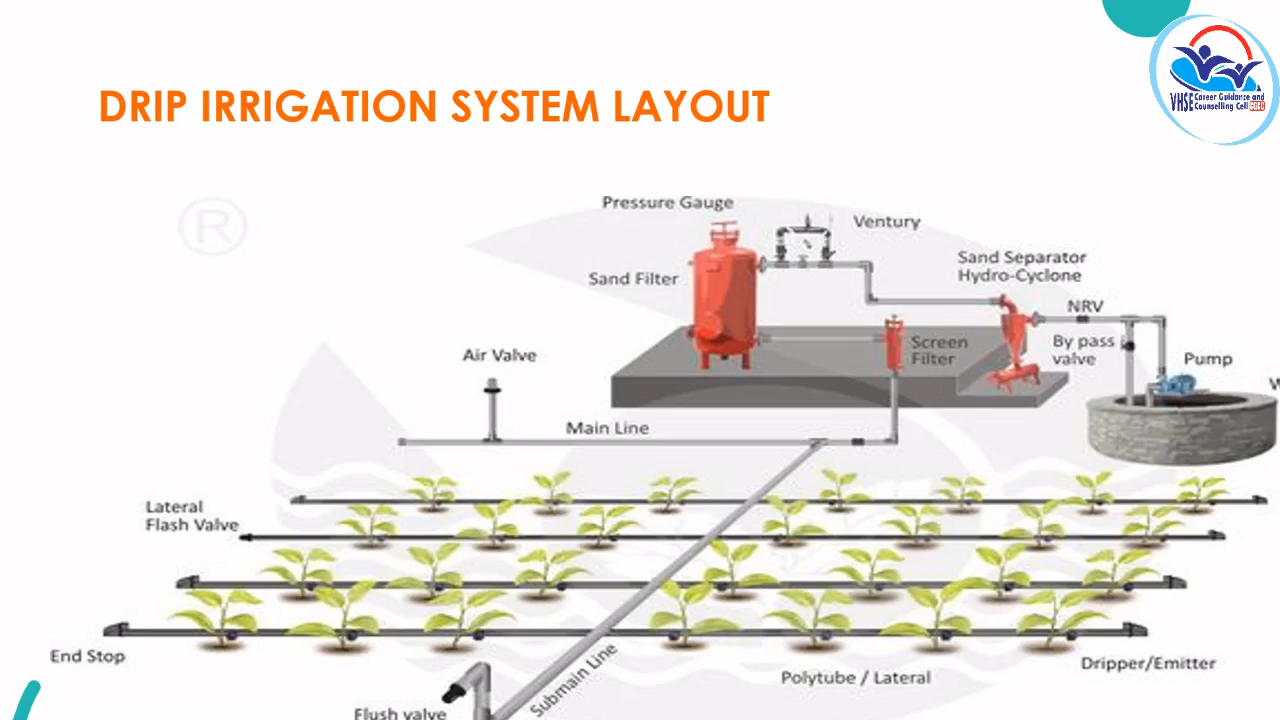 DRIP IRRIGATION SYSTEM LAYOUT
VHSE Career Guidance and
Counselling Cell CGCC
®
Pressure Gauge
Ventury
Sand Filter
Sand Separator
Hydro-Cyclone
NRV
Screen
Filter
By pass
valve
Pump
W
Air Valve
Main Line
Lateral
Flash Valve
End Stop
Submain Line
Polytube / Lateral
Dripper/Emitter
Flush valve